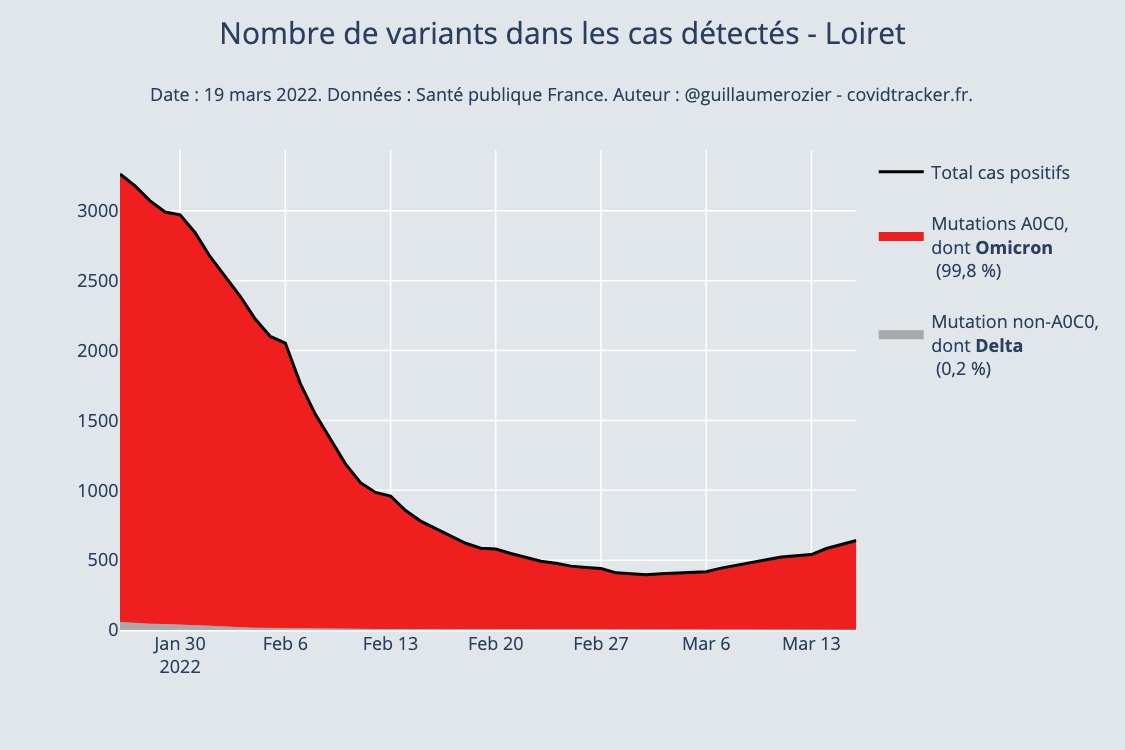 Nombre de variants dans les cas détectés - Loiret
Date : 19 mars 2022. Données : Santé publique France. Auteur : @guillaumerozier - covidtracker.fr.
Total cas positifs
Mutations A0C0,
dont Omicron
(99,8 %)
Mutation non-A0C0,
dont Delta
(0,2 %)
3000
2500
2000
1500
1000
500
0
Jan 30 Feb 6 Feb 13 Feb 20 Feb 27 Mar 6 Mar 13
2022